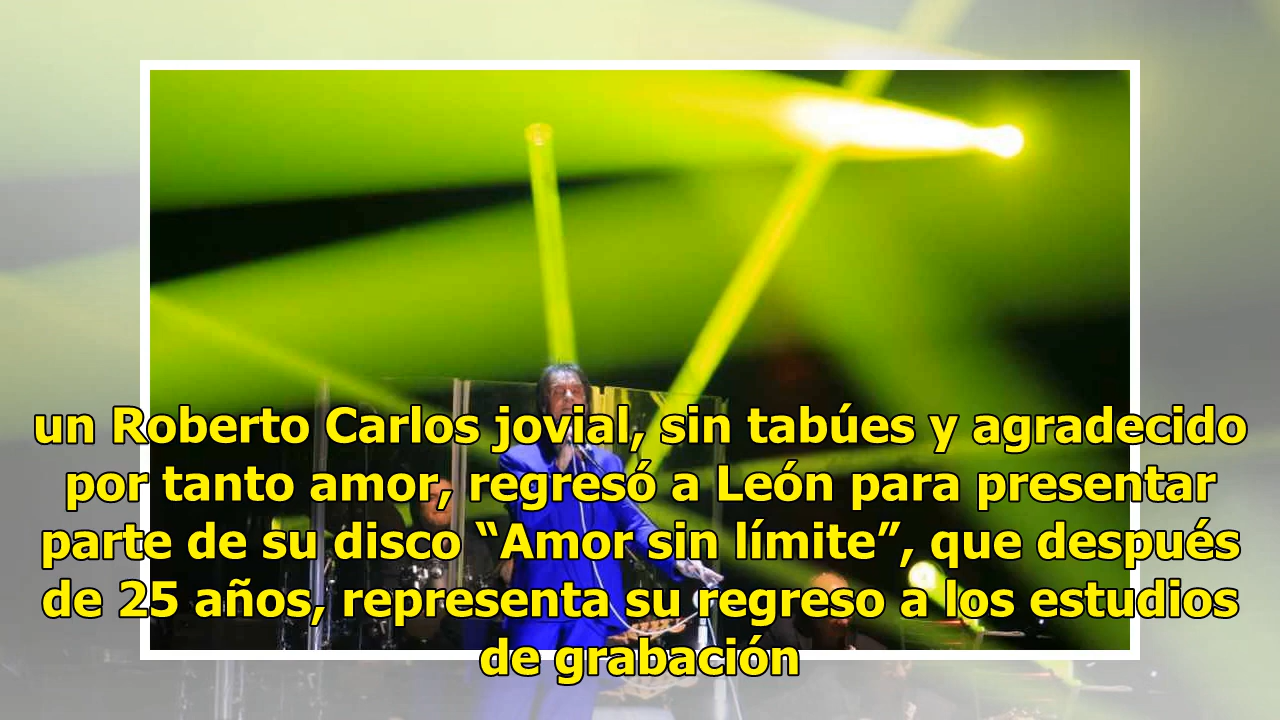 un Roberto Carlos jovial, sin tabúes y agradecido
por tanto amor, regresó a León para presentar
parte de su disco “Amor sin límite”, que después
de 25 años, representa su regreso a los estudios
de grabación